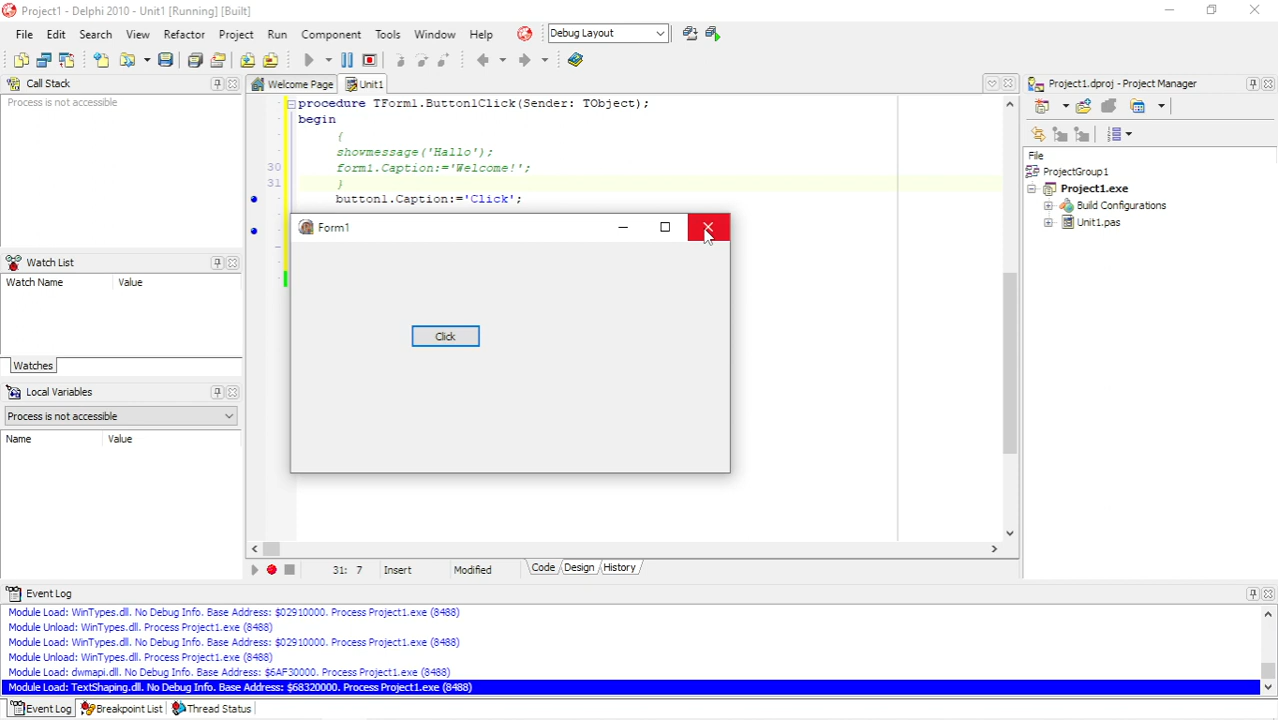 Project1 - Delphi 2010 - Unit1 [Running] [Built]
File Edit Search View Refactor Project Run Component Tools Window Help Debug Layout
Call Stack
Process is not accessible
Welcome Page Unit1
Project1.dproj - Project Manager
procedure TForm1.Button1Click(Sender: TObject);
begin
{
showmessage('Hallo');
30 form1.Caption:='Welcome!';
31 }
button1.Caption:='Click';
File
ProjectGroup1
Project1.exe
Build Configurations
Unit1.pas
Form1
Click
Watch List
Watch Name Value
Watches
Local Variables
Process is not accessible
Name Value
31: 7 Insert Modified Code Design History
Event Log
Module Load: WinTypes.dll. No Debug Info. Base Address: $02910000. Process Project1.exe (8488)
Module Unload: WinTypes.dll. Process Project1.exe (8488)
Module Load: WinTypes.dll. No Debug Info. Base Address: $02910000. Process Project1.exe (8488)
Module Unload: WinTypes.dll. Process Project1.exe (8488)
Module Load: dwmapi.dll. No Debug Info. Base Address: $6AF30000. Process Project1.exe (8488)
Module Load: TextShaping.dll. No Debug Info. Base Address: $68320000. Process Project1.exe (8488)
Event Log Breakpoint List Thread Status